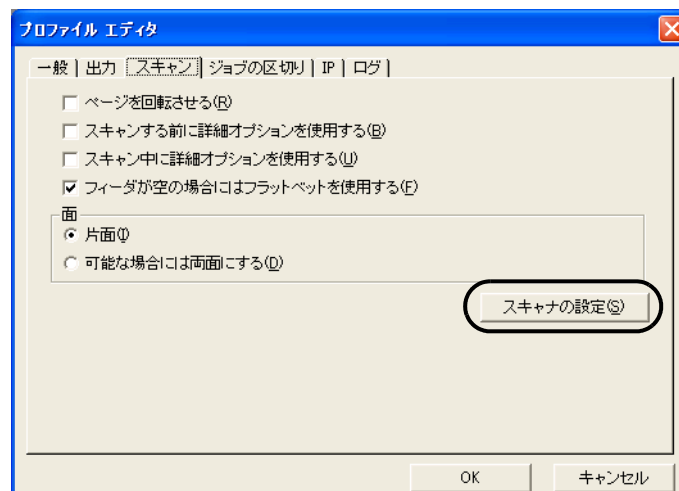 プロファイル エディタ
一般 出力 スキャン ジョブの区切り IP ログ
ページを回転させる(R)
スキャンする前に詳細オプションを使用する(B)
スキャン中に詳細オプションを使用する(U)
フィーダが空の場合にはフラットベットを使用する(F)
面
片面(I)
可能な場合には両面にする(D)
スキャナの設定(S)
OK キャンセル